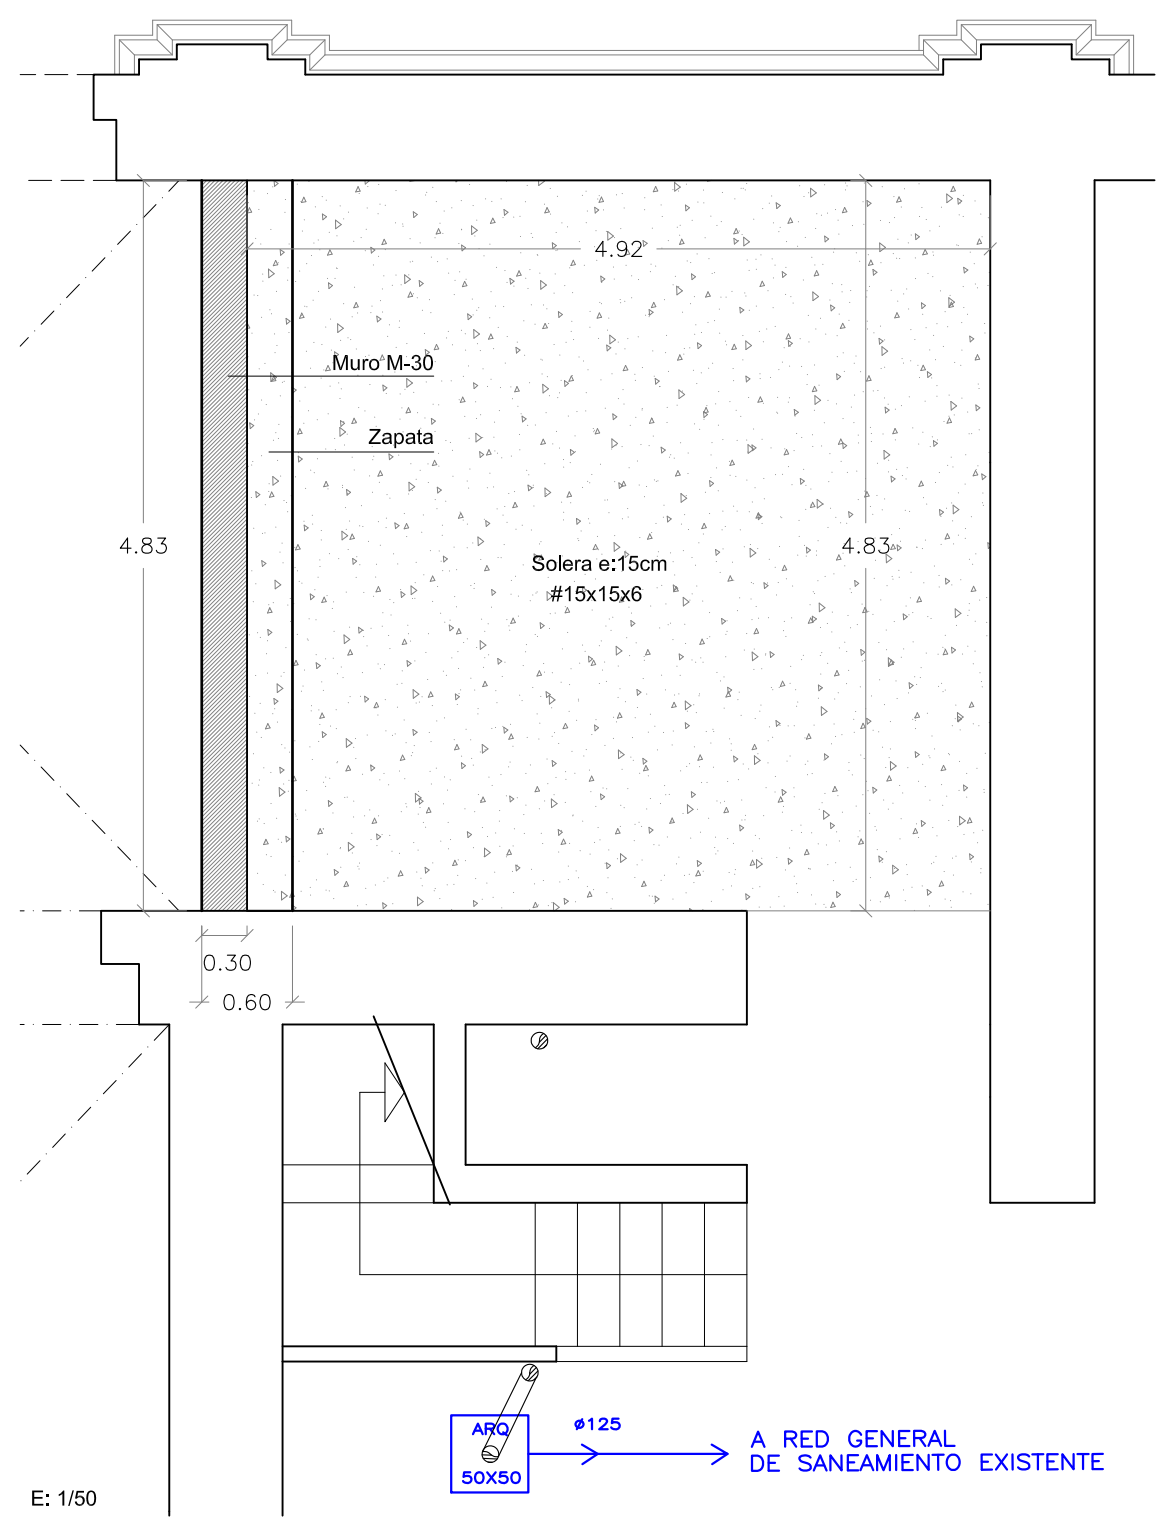 4.92
Muro M-30
Zapata
4.83
4.83
Solera e:15cm
#15x15x6
0.30
0.60
ARQ
50X50
ø125
A RED GENERAL
DE SANEAMIENTO EXISTENTE
E: 1/50